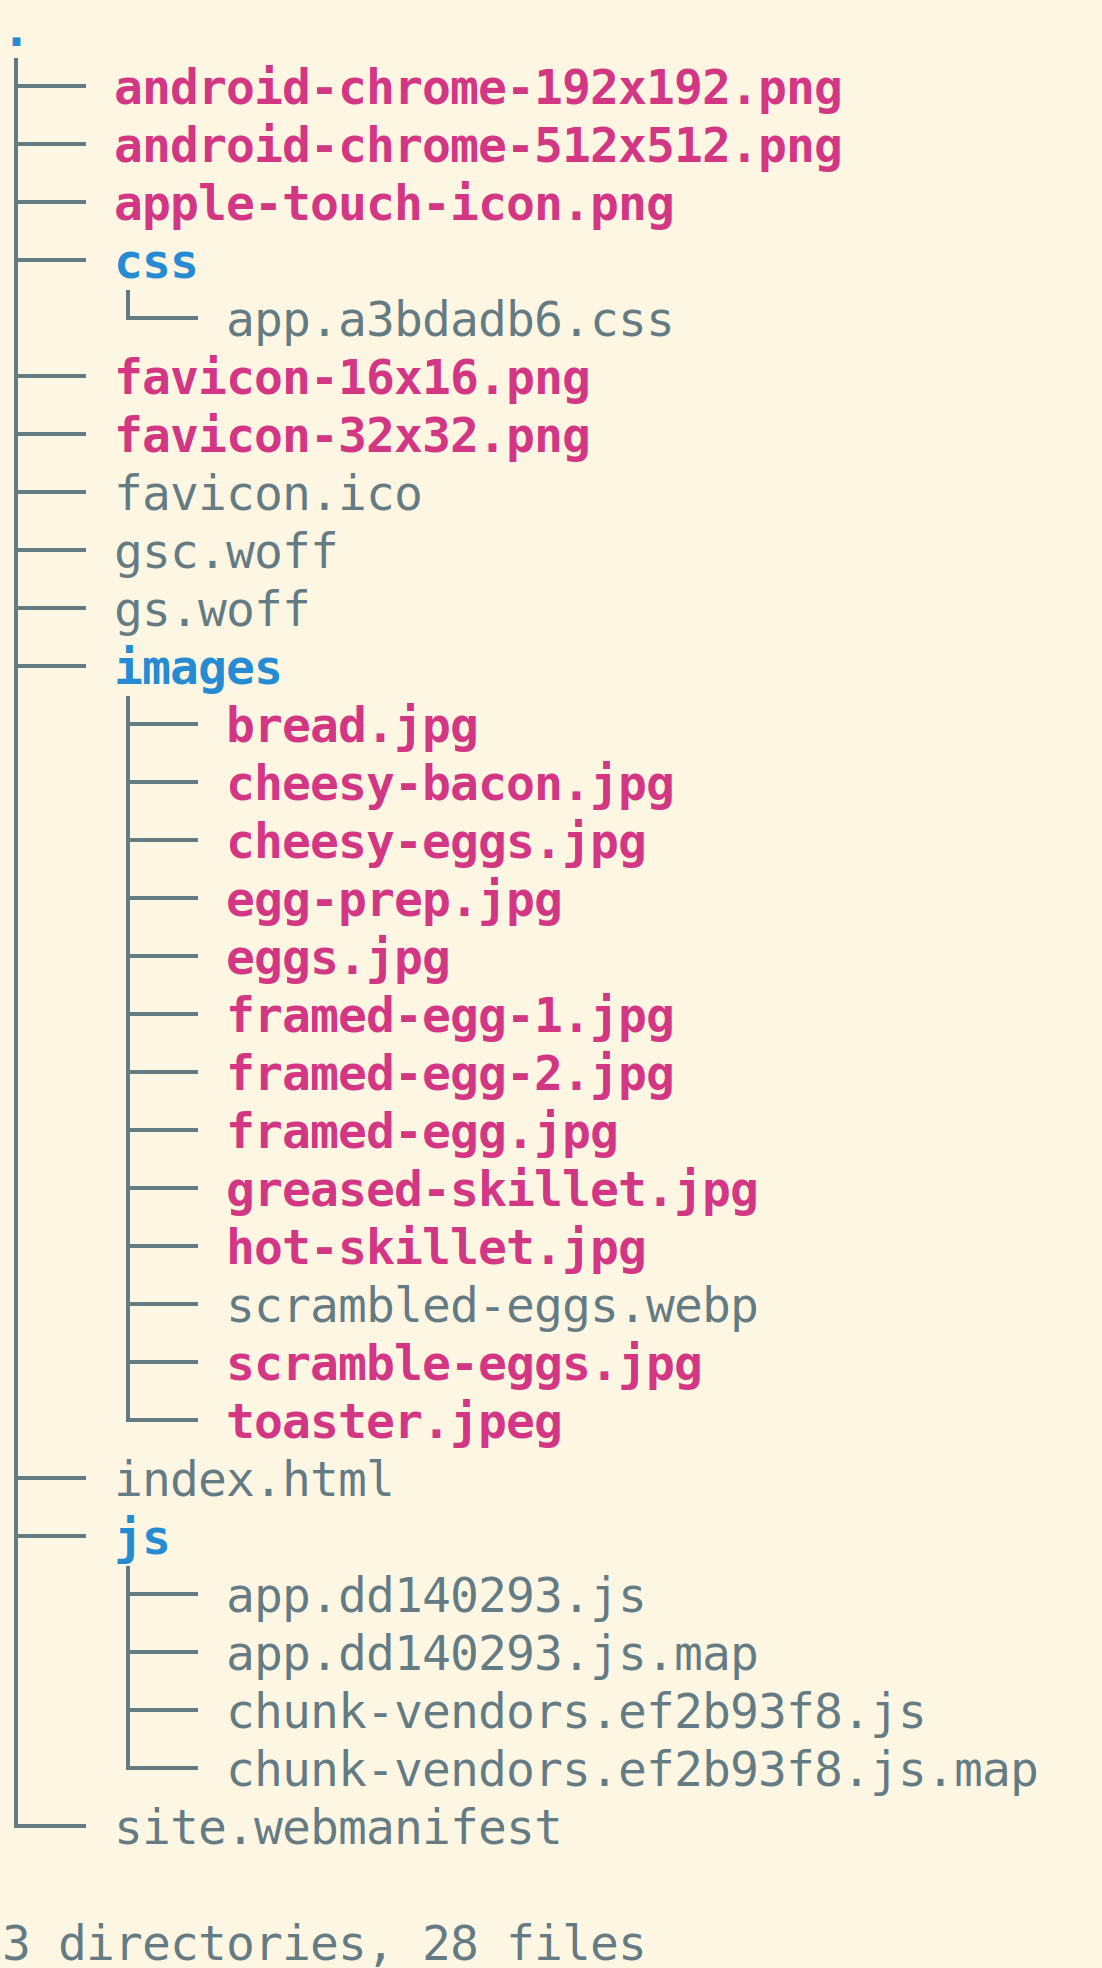 .
├── android-chrome-192x192.png
├── android-chrome-512x512.png
├── apple-touch-icon.png
├── css
│   └── app.a3bdadb6.css
├── favicon-16x16.png
├── favicon-32x32.png
├── favicon.ico
├── gsc.woff
├── gs.woff
├── images
│   ├── bread.jpg
│   ├── cheesy-bacon.jpg
│   ├── cheesy-eggs.jpg
│   ├── egg-prep.jpg
│   ├── eggs.jpg
│   ├── framed-egg-1.jpg
│   ├── framed-egg-2.jpg
│   ├── framed-egg.jpg
│   ├── greased-skillet.jpg
│   ├── hot-skillet.jpg
│   ├── scrambled-eggs.webp
│   ├── scramble-eggs.jpg
│   └── toaster.jpeg
├── index.html
├── js
│   ├── app.dd140293.js
│   ├── app.dd140293.js.map
│   ├── chunk-vendors.ef2b93f8.js
│   └── chunk-vendors.ef2b93f8.js.map
└── site.webmanifest

3 directories, 28 files